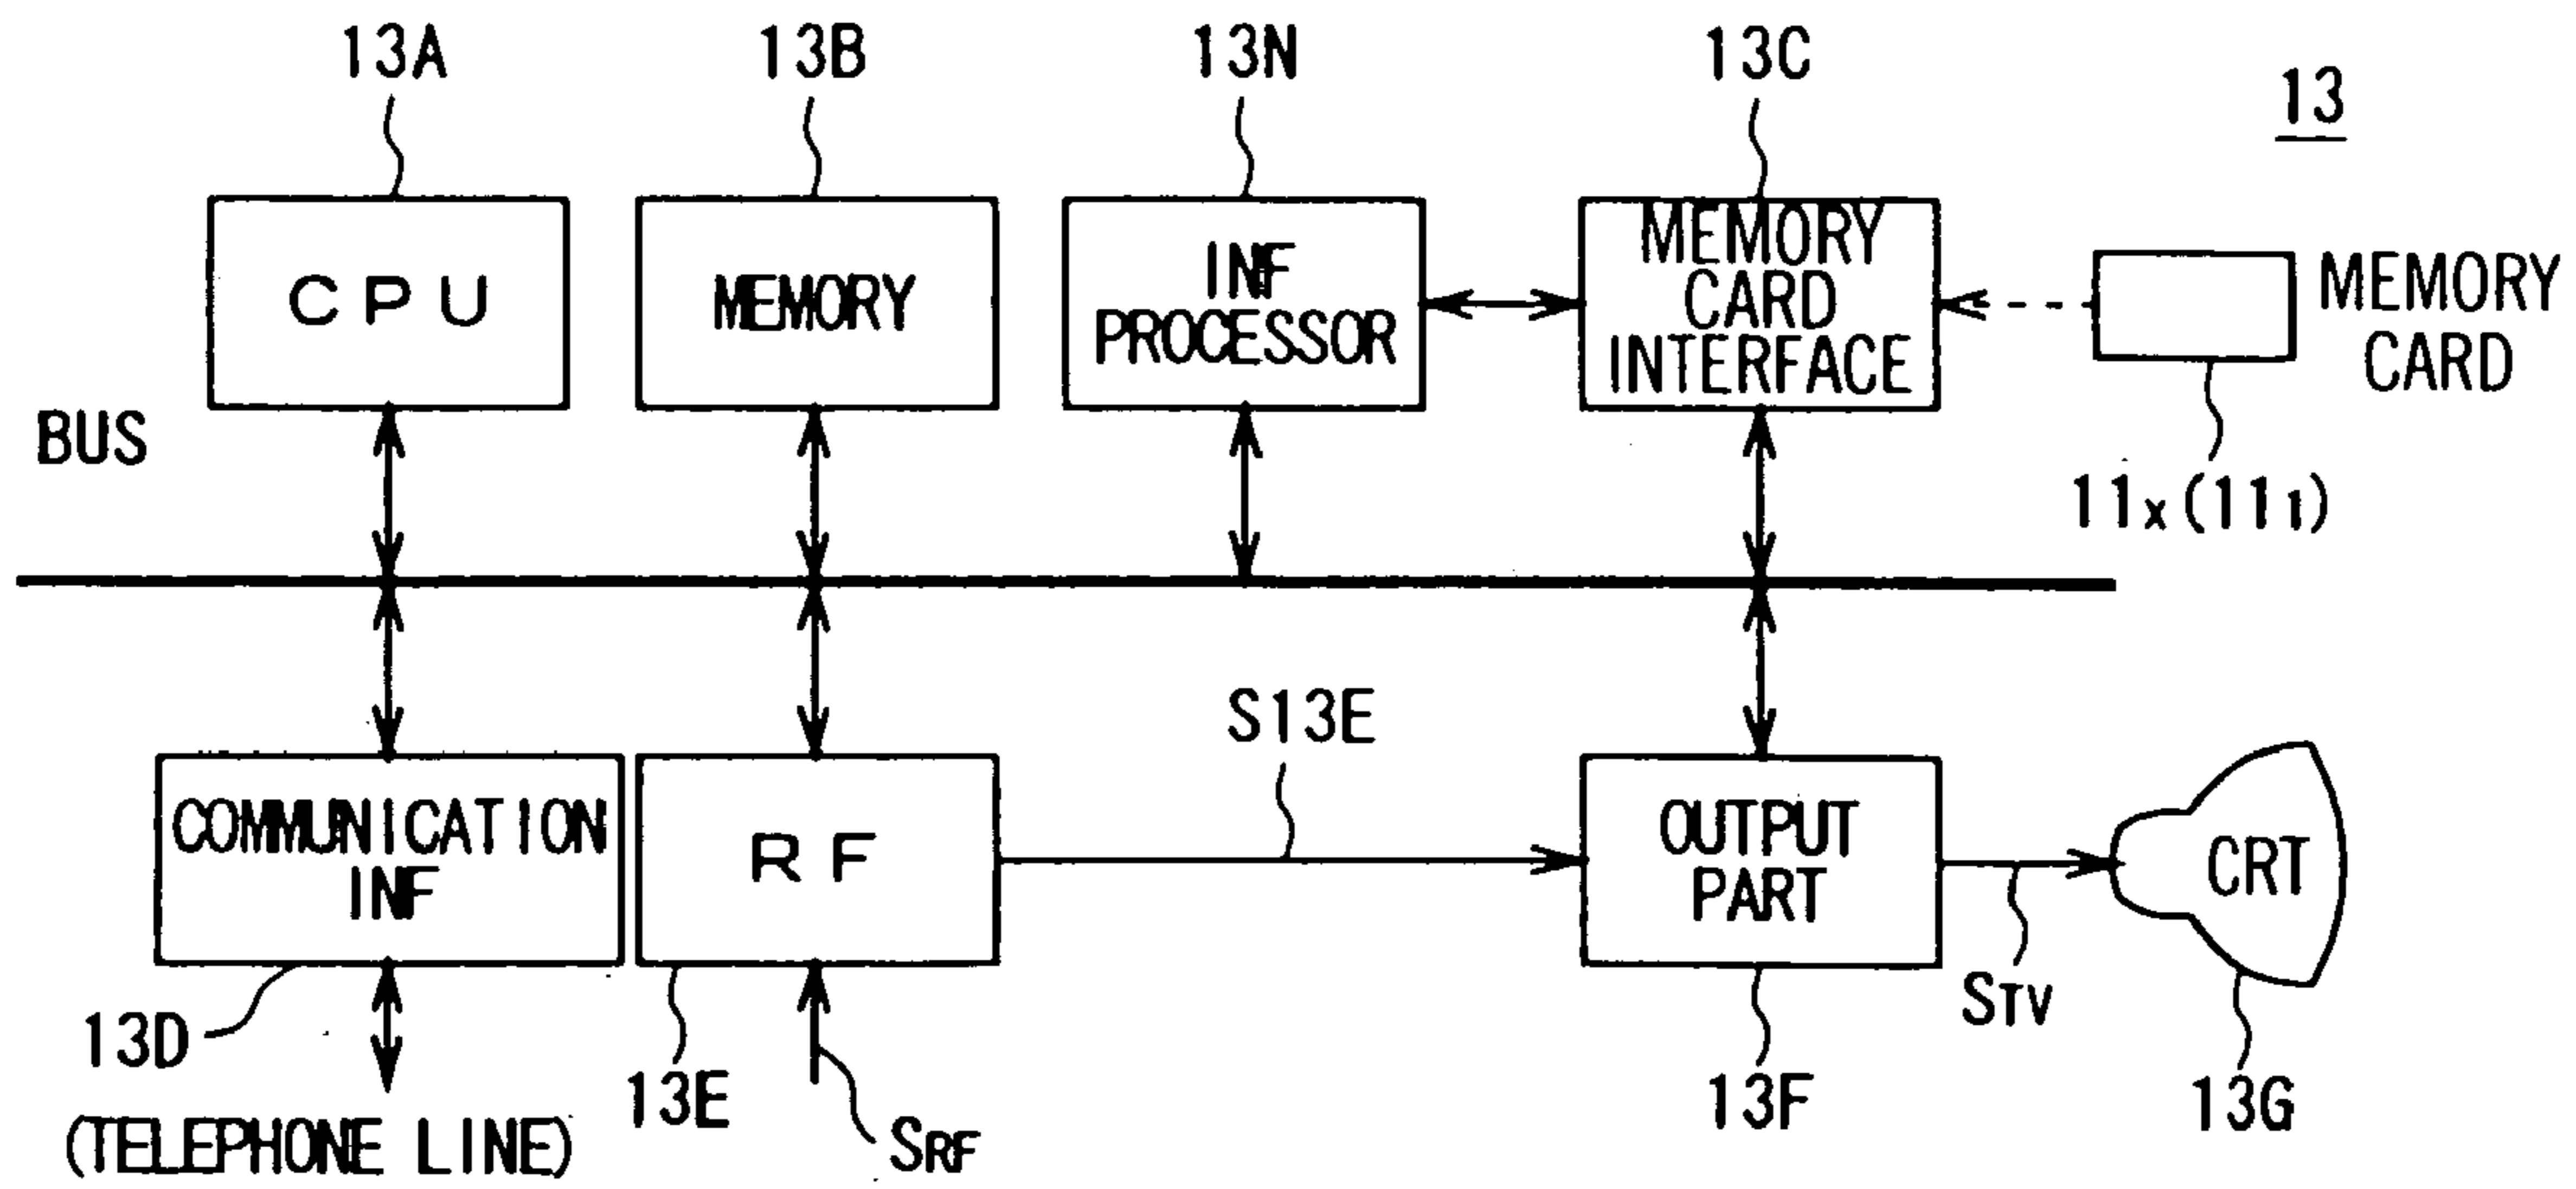 13A
13B
13N
13C
13
CPU
MEMORY
INF
PROCESSOR
MEMORY
CARD
INTERFACE
MEMORY
CARD
BUS
11x(111)
S13E
COMMUNICATION
INF
RF
OUTPUT
PART
CRT
STV
13D
13E
13F
13G
(TELEPHONE LINE)
SRF